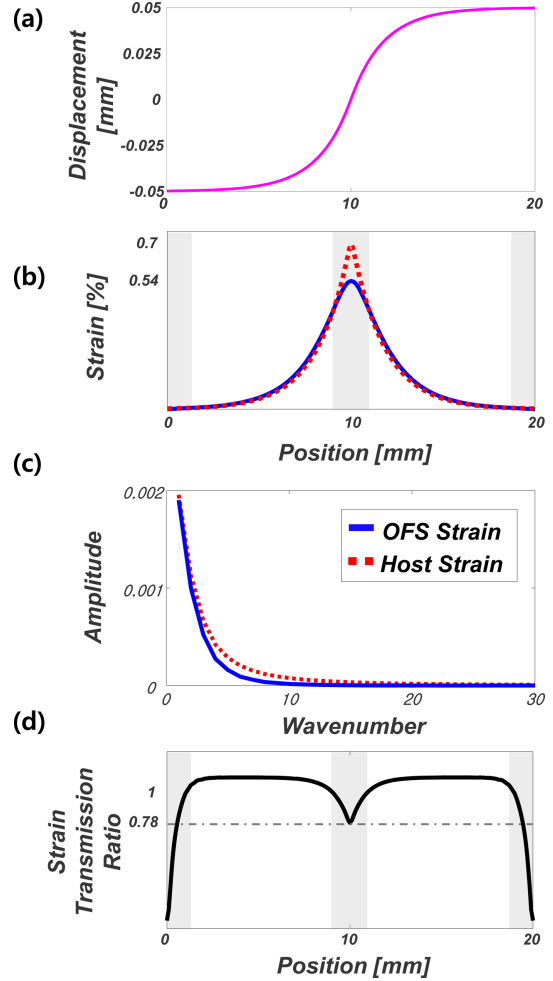 (a)
Displacement
[mm]
0.05
0.025
0
-0.025
-0.05
10
20
(b)
Strain [%]
0.7
0.54
0
10
20
Position [mm]
(c)
Amplitude
0.002
0.001
0
0
10
20
30
OFS Strain
Host Strain
Wavenumber
(d)
Strain
Transmission
Ratio
1
0.78
0
10
20
Position [mm]